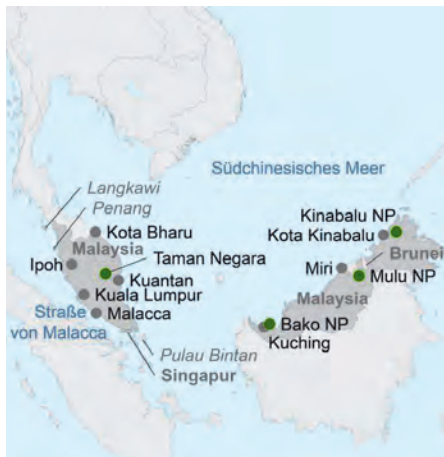 Südchinesisches Meer
Langkawi
Penang
Kota Bharu
Malaysia
Taman Negara
Ipoh
Kuantan
Kuala Lumpur
Straße
von Malacca
Malacca
Pulau Bintan
Singapur
Kinabalu NP
Kota Kinabalu
Brunei
Miri
Mulu NP
Malaysia
Bako NP
Kuching